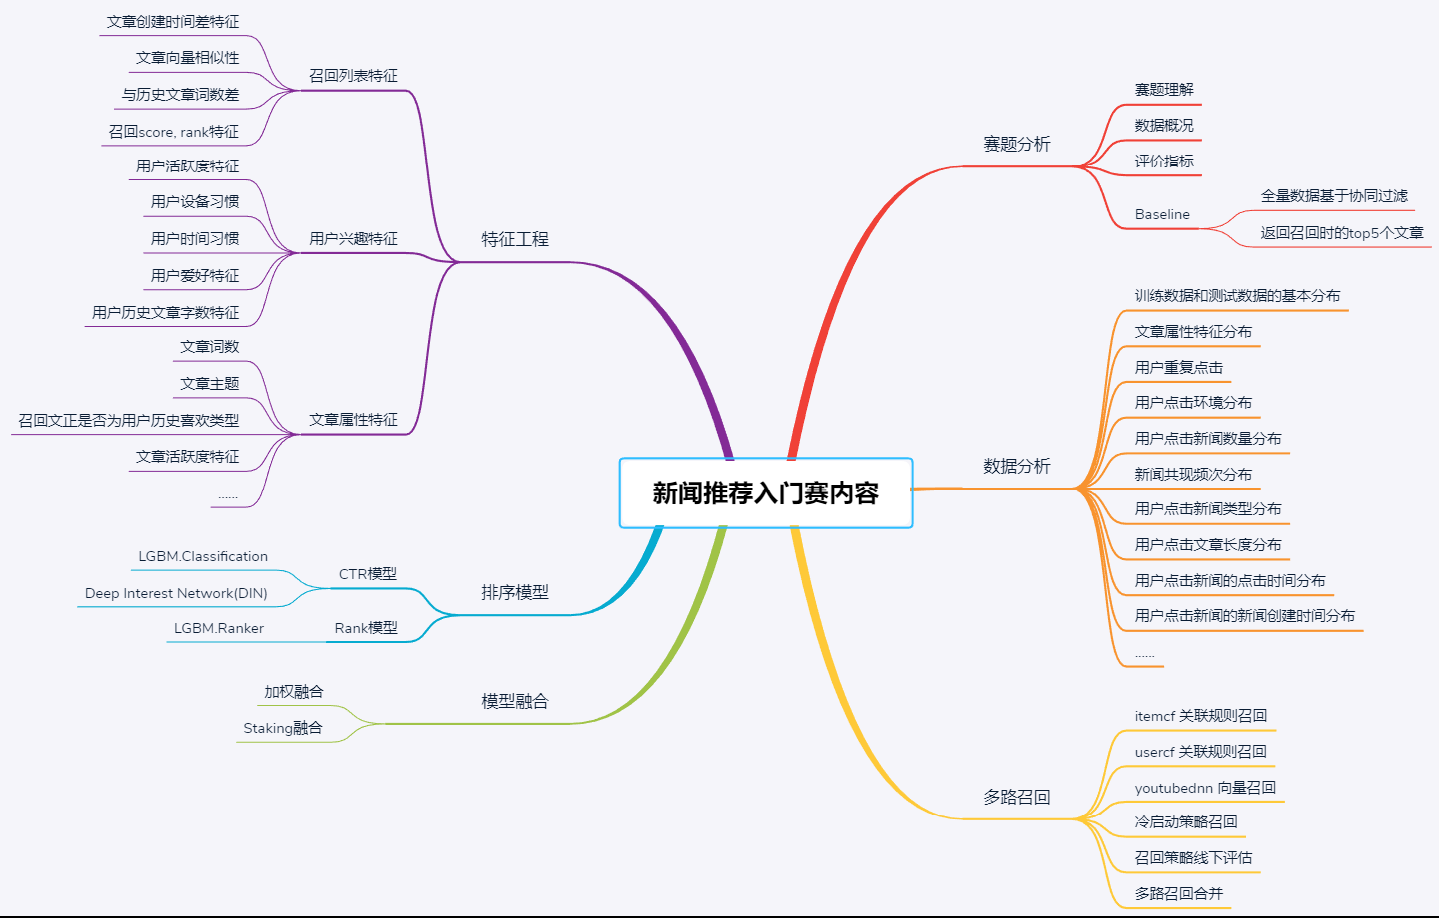 新闻推荐入门赛内容
赛题分析
赛题理解
数据概况
评价指标
Baseline
全量数据基于协同过滤
返回召回时的top5个文章
数据分析
训练数据和测试数据的基本分布
文章属性特征分布
用户重复点击
用户点击环境分布
用户点击新闻数量分布
新闻共现频次分布
用户点击新闻类型分布
用户点击文章长度分布
用户点击新闻的点击时间分布
用户点击新闻的新闻创建时间分布
......
多路召回
itemcf 关联规则召回
usercf 关联规则召回
youtubednn 向量召回
冷启动策略召回
召回策略线下评估
多路召回合并
特征工程
召回列表特征
文章创建时间差特征
文章向量相似性
与历史文章词数差
召回score, rank特征
用户兴趣特征
用户活跃度特征
用户设备习惯
用户时间习惯
用户爱好特征
用户历史文章字数特征
文章属性特征
文章词数
文章主题
召回文正是否为用户历史喜欢类型
文章活跃度特征
......
排序模型
CTR模型
LGBM.Classification
Deep Interest Network(DIN)
Rank模型
LGBM.Ranker
模型融合
加权融合
Staking融合